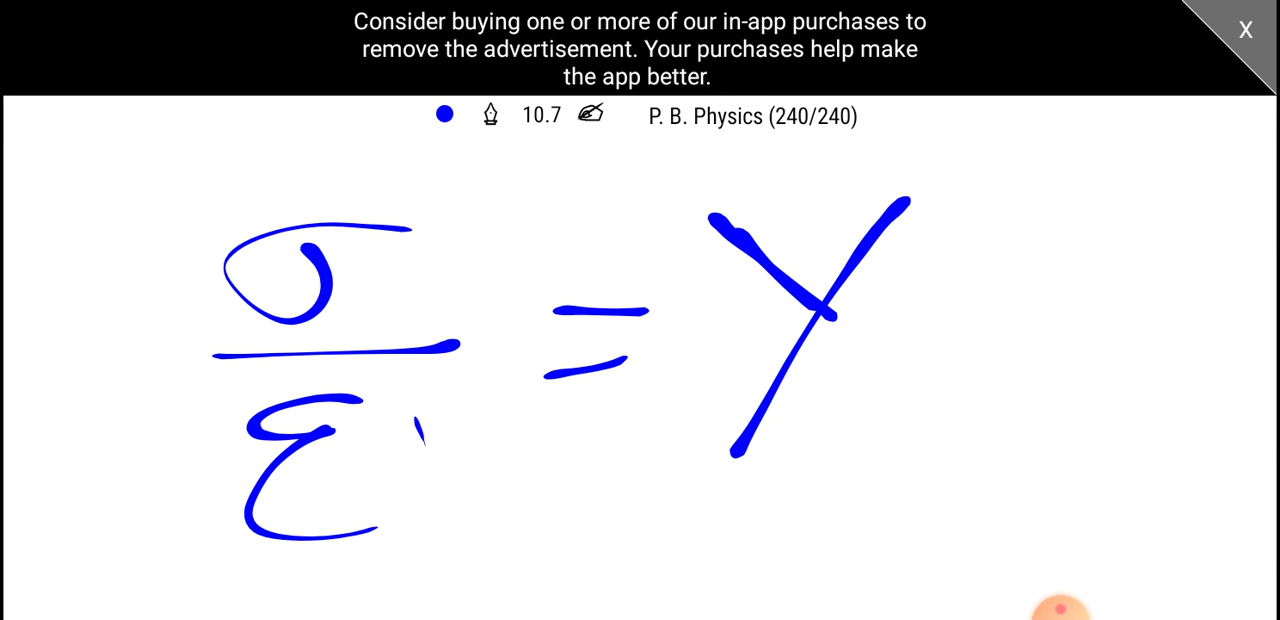 Consider buying one or more of our in-app purchases to
remove the advertisement. Your purchases help make
the app better.
X
10.7 P. B. Physics (240/240)
σ/ε = Y